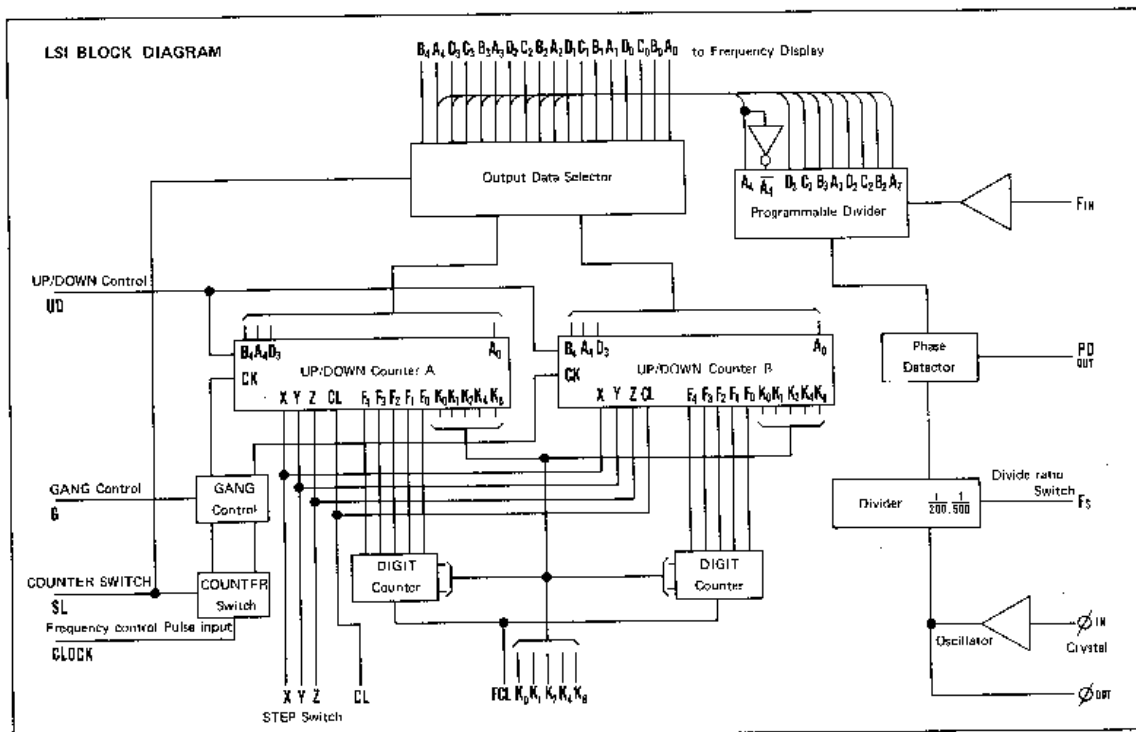 LSI BLOCK DIAGRAM
B₄ A₄ D₃ C₃ B₃ A₃ D₂ C₂ B₂ A₂ D₁ C₁ B₁ A₁ D₀ C₀ B₀ A₀ to Frequency Display
Output Data Selector
A₄ A̅₄ D₃ C₃ B₃ A₃ D₂ C₂ B₂ A₂
Programmable Divider
FIN
UP/DOWN Control
UD
B₄ A₄ D₃ A₀
UP/DOWN Counter A
CK
X Y Z CL F₄ F₃ F₂ F₁ F₀ K₀ K₁ K₂ K₄ K₈
B₄ A₄ D₃ A₀
UP/DOWN Counter B
CK
X Y Z CL F₄ F₃ F₂ F₁ F₀ K₀ K₁ K₂ K₄ K₈
Phase
Detector
PD
OUT
GANG Control
G
GANG
Control
Divider 1/200, 1/500
Divide ratio
Switch
FS
DIGIT
Counter
DIGIT
Counter
COUNTER SWITCH
SL
COUNTER
Switch
Frequency control Pulse input
CLOCK
Oscillator
ØIN
Crystal
X Y Z CL
STEP Switch
FCL K₀ K₁ K₂ K₄ K₈
ØOPT